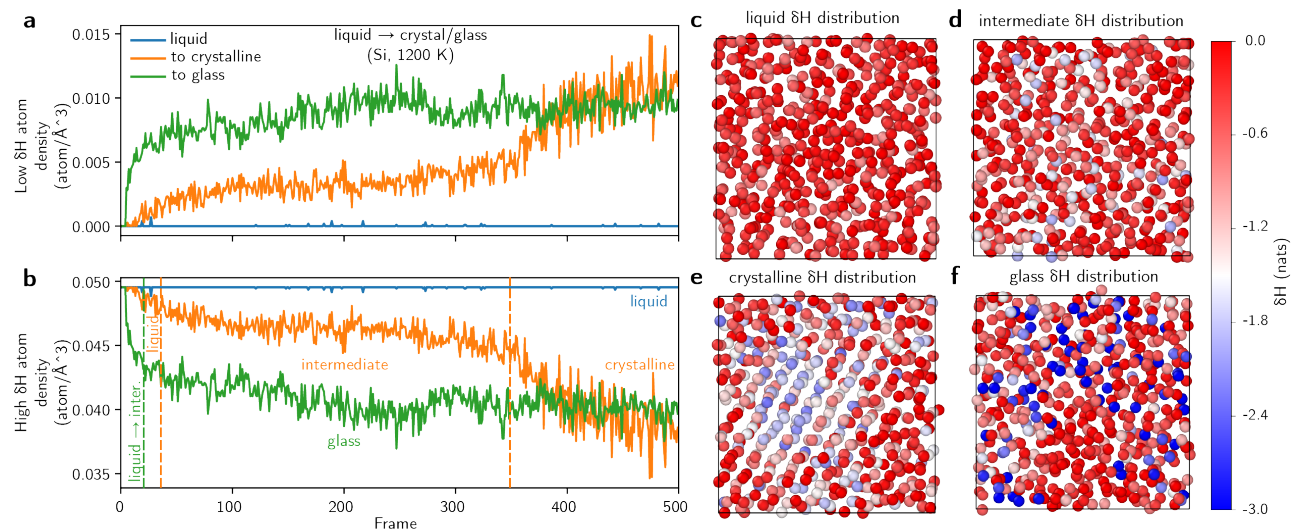 a
liquid
to crystalline
to glass
liquid → crystal/glass
(Si, 1200 K)
Low δH atom
density
(atom/Å^3)
0.015
0.010
0.005
0.000
b
High δH atom
density
(atom/Å^3)
0.050
0.045
0.040
0.035
liquid
liquid
intermediate
crystalline
glass
liquid → inter.
0
100
200
300
400
500
Frame
c
liquid δH distribution
d
intermediate δH distribution
e
crystalline δH distribution
f
glass δH distribution
0.0
-0.6
-1.2
-1.8
-2.4
-3.0
δH (nats)